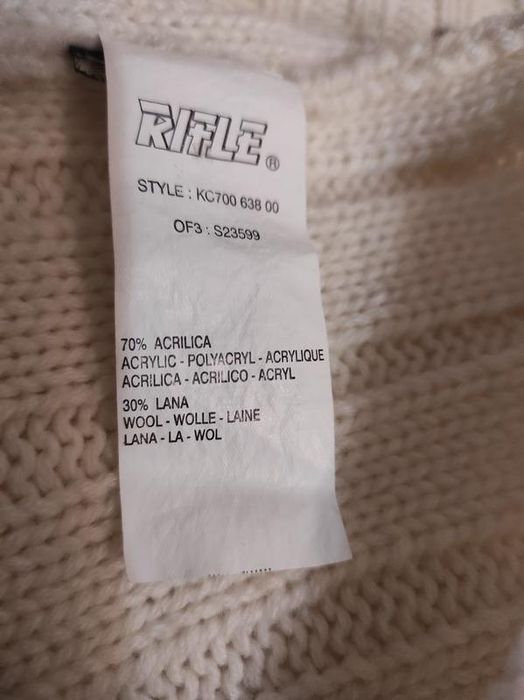 RIFLE ®
STYLE : KC700 638 00
OF3 : S23599
70% ACRILICA
ACRYLIC - POLYACRYL - ACRYLIQUE
ACRILICA - ACRILICO - ACRYL
30% LANA
WOOL - WOLLE - LAINE
LANA - LA - WOL